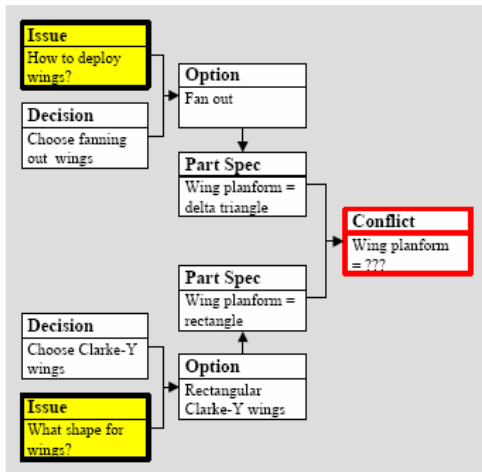 Issue
How to deploy
wings?
Option
Fan out
Decision
Choose fanning
out wings
Part Spec
Wing planform =
delta triangle
Conflict
Wing planform
= ???
Part Spec
Wing planform =
rectangle
Decision
Choose Clarke-Y
wings
Option
Rectangular
Clarke-Y wings
Issue
What shape for
wings?